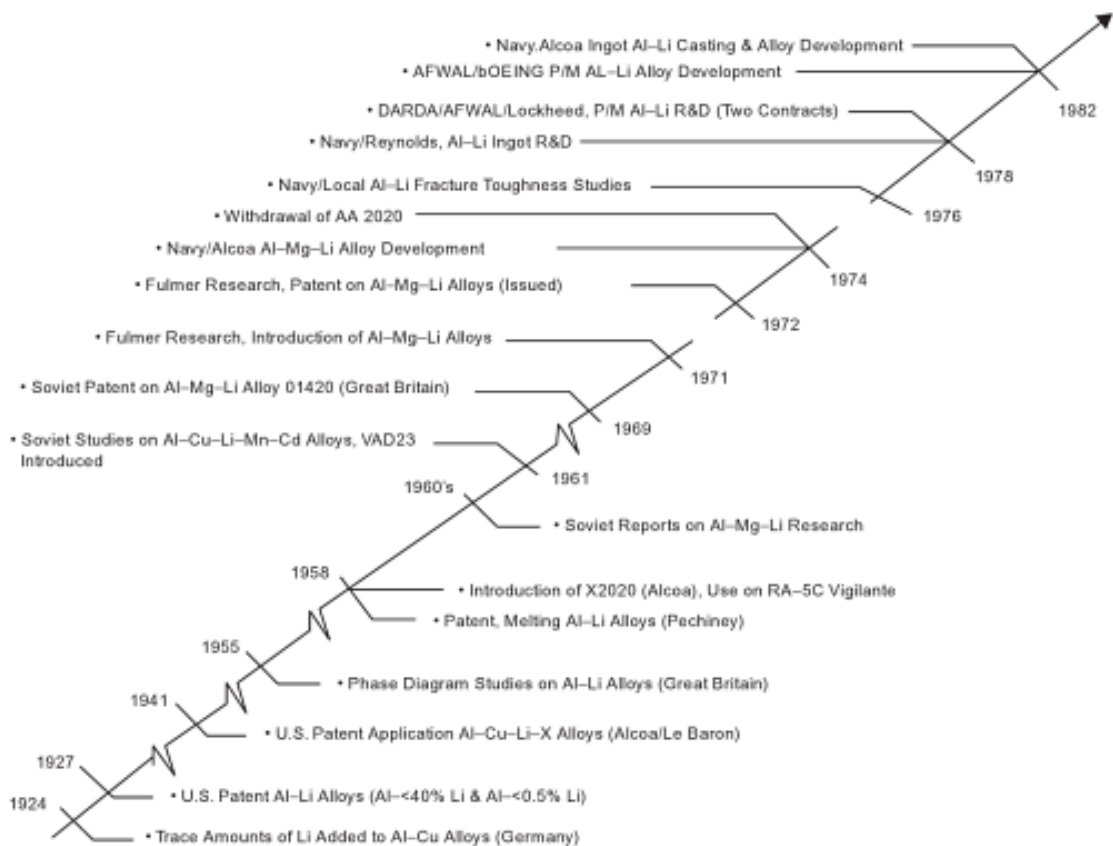 • Navy.Alcoa Ingot Al–Li Casting & Alloy Development
• AFWAL/bOEING P/M AL–Li Alloy Development
1982
• DARDA/AFWAL/Lockheed, P/M Al–Li R&D (Two Contracts)
• Navy/Reynolds, Al–Li Ingot R&D
1978
• Navy/Local Al–Li Fracture Toughness Studies
1976
• Withdrawal of AA 2020
• Navy/Alcoa Al–Mg–Li Alloy Development
1974
• Fulmer Research, Patent on Al–Mg–Li Alloys (Issued)
1972
• Fulmer Research, Introduction of Al–Mg–Li Alloys
1971
• Soviet Patent on Al–Mg–Li Alloy 01420 (Great Britain)
1969
• Soviet Studies on Al–Cu–Li–Mn–Cd Alloys, VAD23
Introduced
1961
1960's
• Soviet Reports on Al–Mg–Li Research
1958
• Introduction of X2020 (Alcoa), Use on RA–5C Vigilante
• Patent, Melting Al–Li Alloys (Pechiney)
1955
• Phase Diagram Studies on Al–Li Alloys (Great Britain)
1941
• U.S. Patent Application Al–Cu–Li–X Alloys (Alcoa/Le Baron)
1927
• U.S. Patent Al–Li Alloys (Al–<40% Li & Al–<0.5% Li)
1924
• Trace Amounts of Li Added to Al–Cu Alloys (Germany)